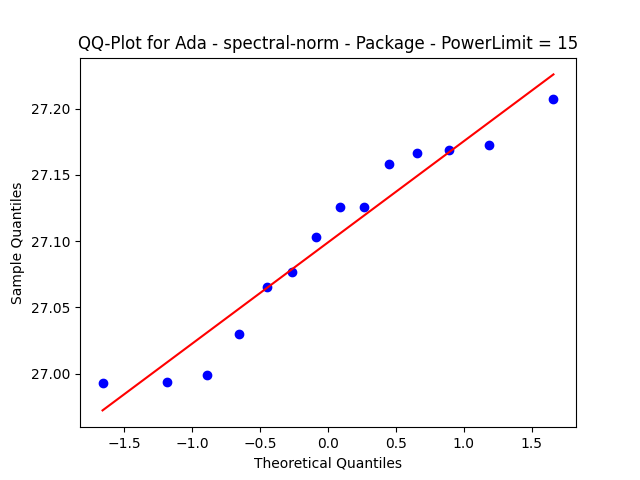 QQ-Plot for Ada - spectral-norm - Package - PowerLimit = 15
27.20
27.15
27.10
27.05
27.00
Sample Quantiles
−1.5 −1.0 −0.5 0.0 0.5 1.0 1.5
Theoretical Quantiles